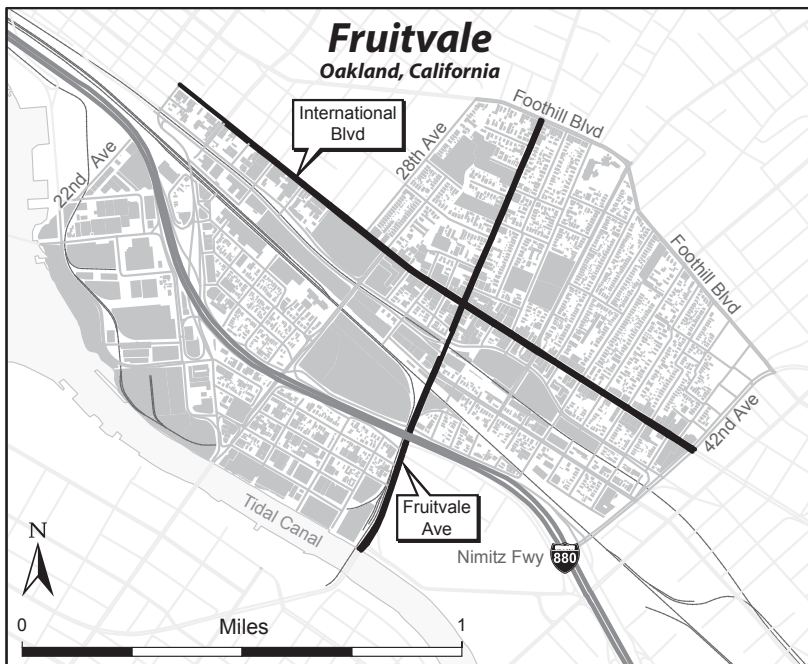 Fruitvale
Oakland, California
International
Blvd
22nd Ave
28th Ave
Foothill Blvd
Foothill Blvd
42nd Ave
Fruitvale
Ave
Tidal Canal
Nimitz Fwy
880
N
0 Miles 1